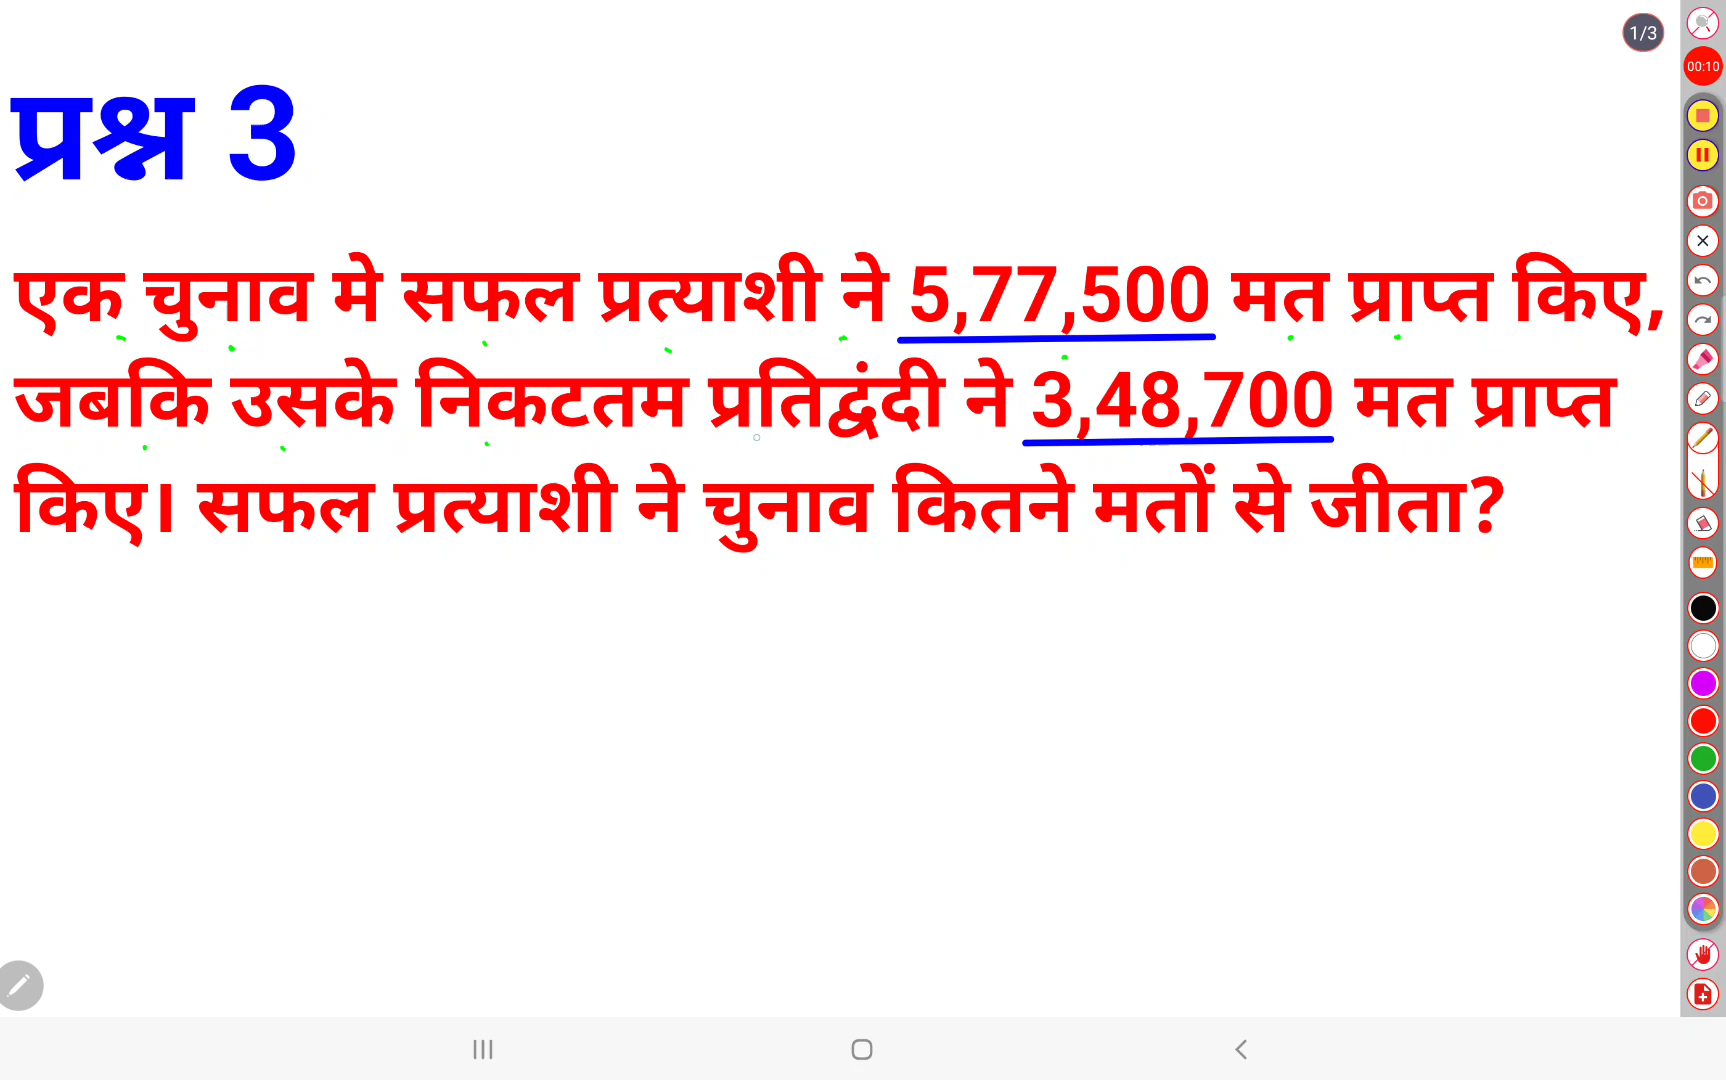 1/3
00:10
प्रश्न 3
एक चुनाव मे सफल प्रत्याशी ने 5,77,500 मत प्राप्त किए,
जबकि उसके निकटतम प्रतिद्वंदी ने 3,48,700 मत प्राप्त
किए। सफल प्रत्याशी ने चुनाव कितने मतों से जीता?